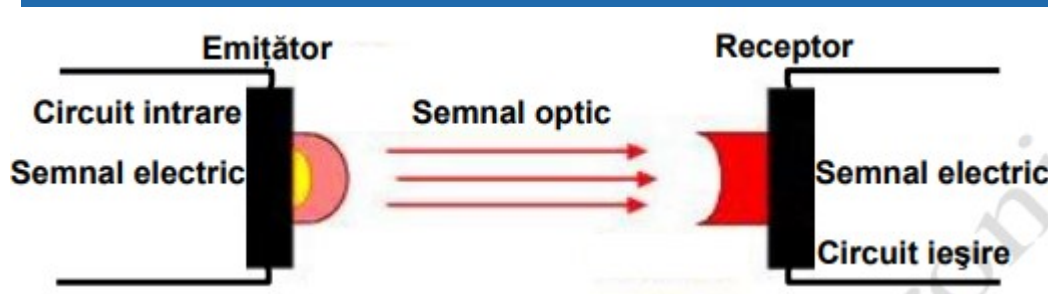 Emițător
Receptor
Circuit intrare
Semnal optic
Semnal electric
Semnal electric
Circuit ieşire